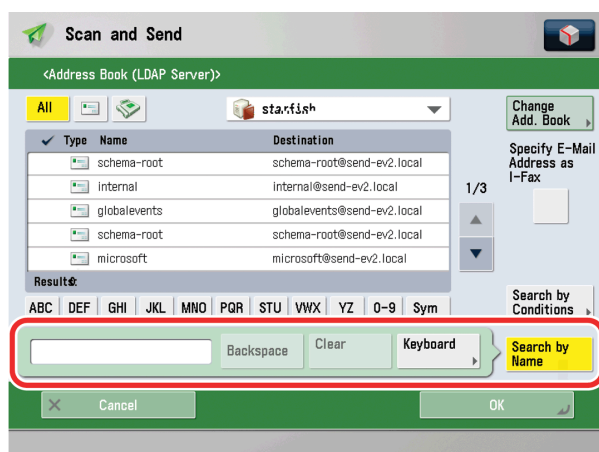 Scan and Send
<Address Book (LDAP Server)>
All
starfish
Change
Add. Book
Type Name Destination
schema-root schema-root@send-ev2.local
internal internal@send-ev2.local
globalevents globalevents@send-ev2.local
schema-root schema-root@send-ev2.local
microsoft microsoft@send-ev2.local
1/3
Specify E-Mail
Address as
I-Fax
Results:
ABC DEF GHI JKL MNO PQR STU VWX YZ 0-9 Sym
Search by
Conditions
Backspace Clear Keyboard
Search by
Name
Cancel OK